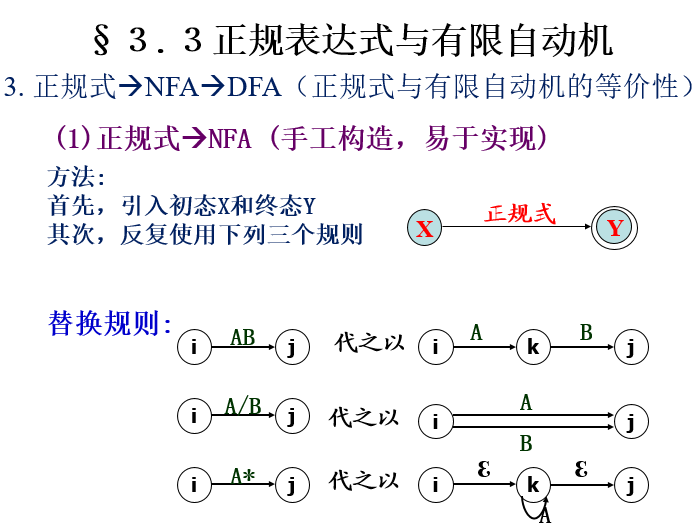 §３.３正规表达式与有限自动机
3. 正规式→NFA→DFA（正规式与有限自动机的等价性）
(1)正规式→NFA (手工构造，易于实现)
方法:
首先，引入初态X和终态Y
其次，反复使用下列三个规则
X 正规式 Y
替换规则:
i AB j 代之以 i A k B j
i A/B j 代之以 i A B j
i A* j 代之以 i ε k ε j A